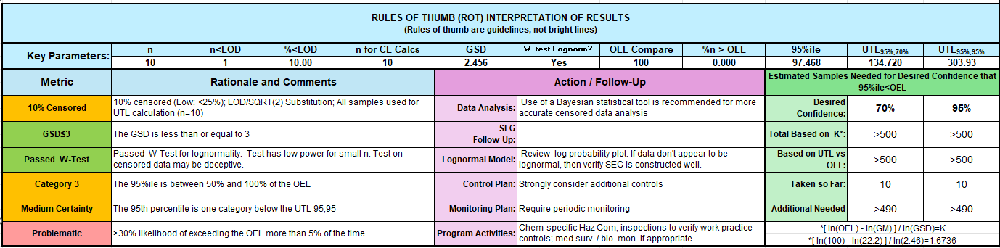 RULES OF THUMB (ROT) INTERPRETATION OF RESULTS
(Rules of thumb are guidelines, not bright lines)
Key Parameters: n n<LOD %<LOD n for CL Calcs GSD W-test Lognorm? OEL Compare %n > OEL 95%ile UTL95%,70% UTL95%,95%
10 1 10.00 10 2.456 Yes 100 0.000 97.468 134.720 303.93
Metric Rationale and Comments Action / Follow-Up Estimated Samples Needed for Desired Confidence that
95%ile<OEL
10% Censored
10% censored (Low: <25%); LOD/SQRT(2) Substitution; All samples used for
UTL calculation (n=10)
Data Analysis:
Use of a Bayesian statistical tool is recommended for more
accurate censored data analysis
Desired
Confidence:
70% 95%
GSD≤3
The GSD is less than or equal to 3
SEG
Follow-Up:
Total Based on K*: >500 >500
Passed W-Test
Passed W-Test for lognormality. Test has low power for small n. Test on
censored data may be deceptive.
Lognormal Model:
Review log probability plot. If data don't appear to be
lognormal, then verify SEG is constructed well.
Based on UTL vs
OEL:
>500 >500
Category 3
The 95%ile is between 50% and 100% of the OEL
Control Plan:
Strongly consider additional controls
Taken so Far: 10 10
Medium Certainty
The 95th percentile is one category below the UTL 95,95
Monitoring Plan:
Require periodic monitoring
Additional Needed >490 >490
Problematic
>30% likelihood of exceeding the OEL more than 5% of the time
Program Activities:
Chem-specific Haz Com; inspections to verify work practice
controls; med surv. / bio. mon. if appropriate
*[ ln(OEL) - ln(GM) ] / ln(GSD)=K
*[ ln(100) - ln(22.2) ] / ln(2.46)=1.6736